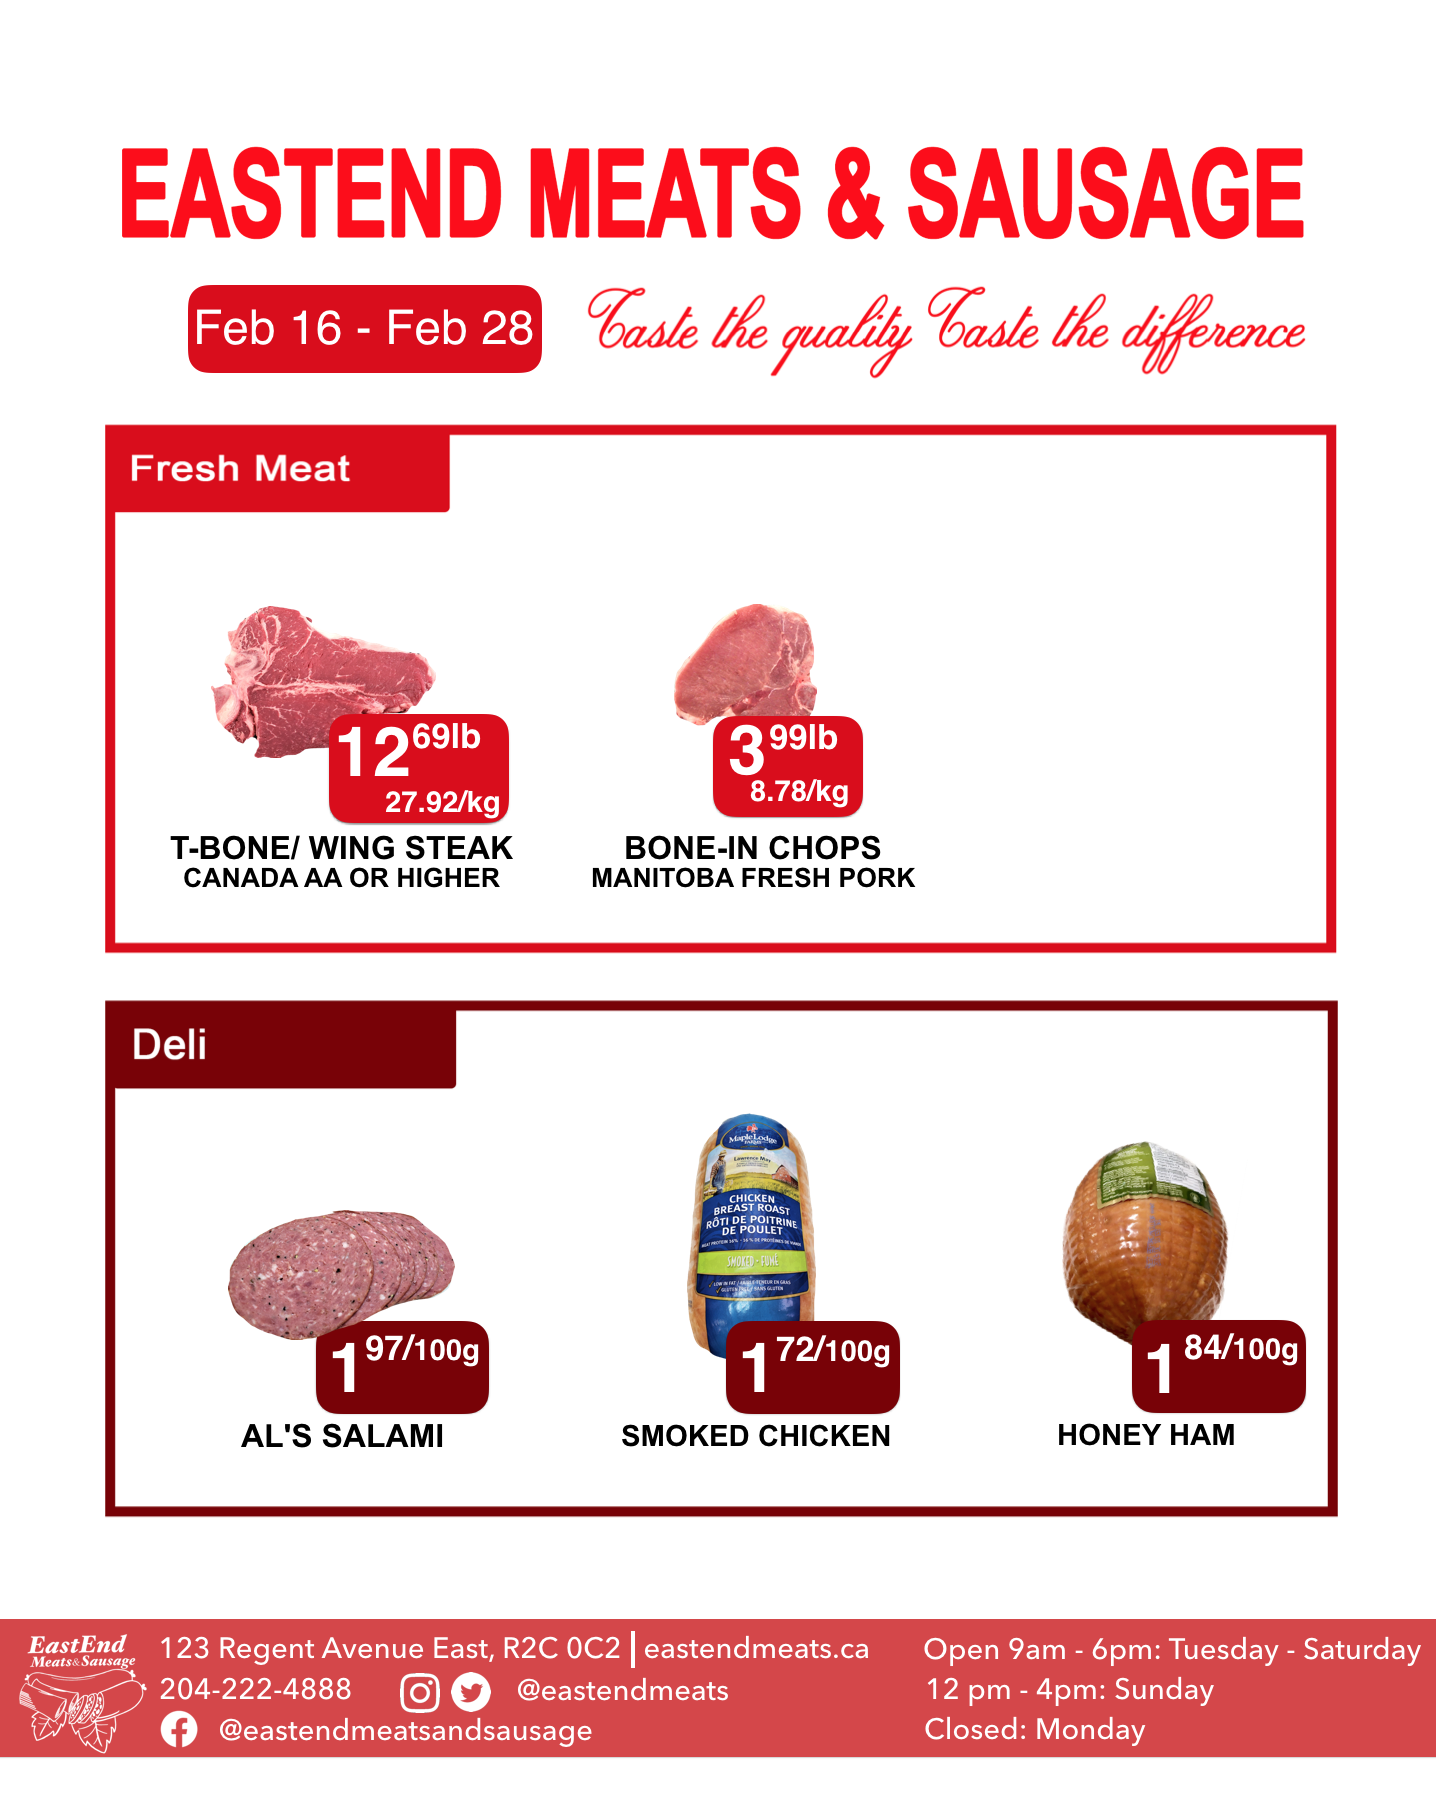 EASTEND MEATS & SAUSAGE
Feb 16 - Feb 28
Taste the quality Taste the difference
Fresh Meat
12 69lb
27.92/kg
T-BONE/ WING STEAK
CANADA AA OR HIGHER
3 99lb
8.78/kg
BONE-IN CHOPS
MANITOBA FRESH PORK
Deli
1 97/100g
AL'S SALAMI
MapleLodge
FARMS
Lawrence May
CHICKEN
BREAST ROAST
RÔTI DE POITRINE
DE POULET
SMOKED - FUMÉ
1 72/100g
SMOKED CHICKEN
1 84/100g
HONEY HAM
EastEnd
Meats&Sausage
123 Regent Avenue East, R2C 0C2 | eastendmeats.ca
204-222-4888
@eastendmeats
@eastendmeatsandsausage
Open 9am - 6pm: Tuesday - Saturday
12 pm - 4pm: Sunday
Closed: Monday